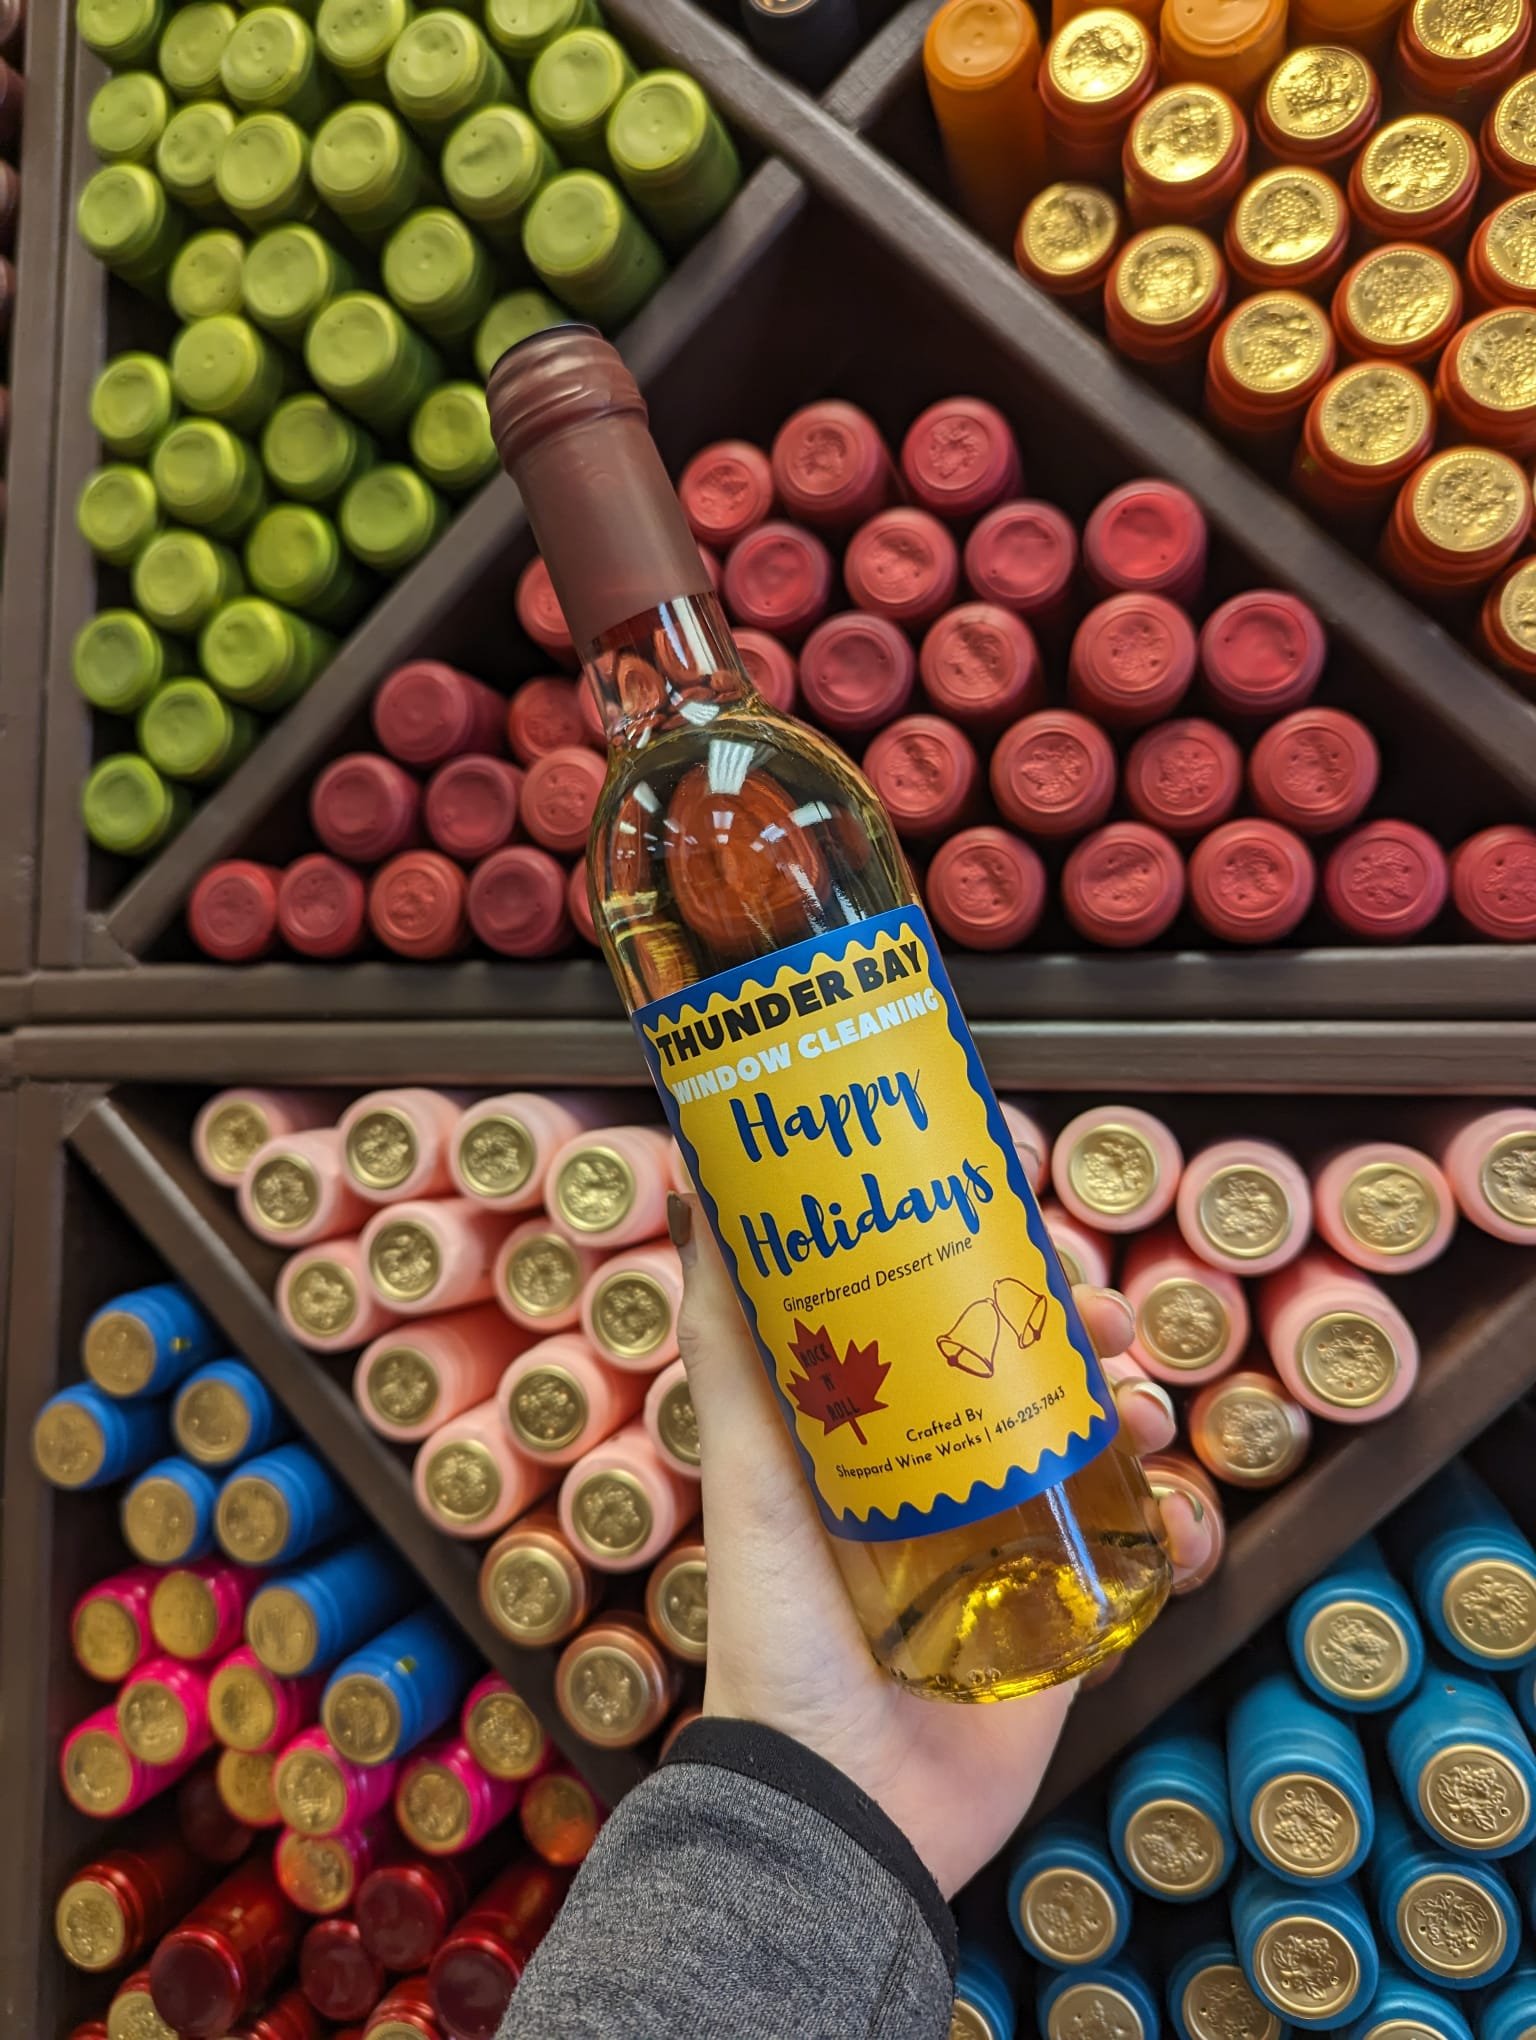 THUNDER BAY
WINDOW CLEANING
Happy
Holidays
Gingerbread Dessert Wine
ROCK
'N'
ROLL
Crafted By
Sheppard Wine Works | 416-225-7843